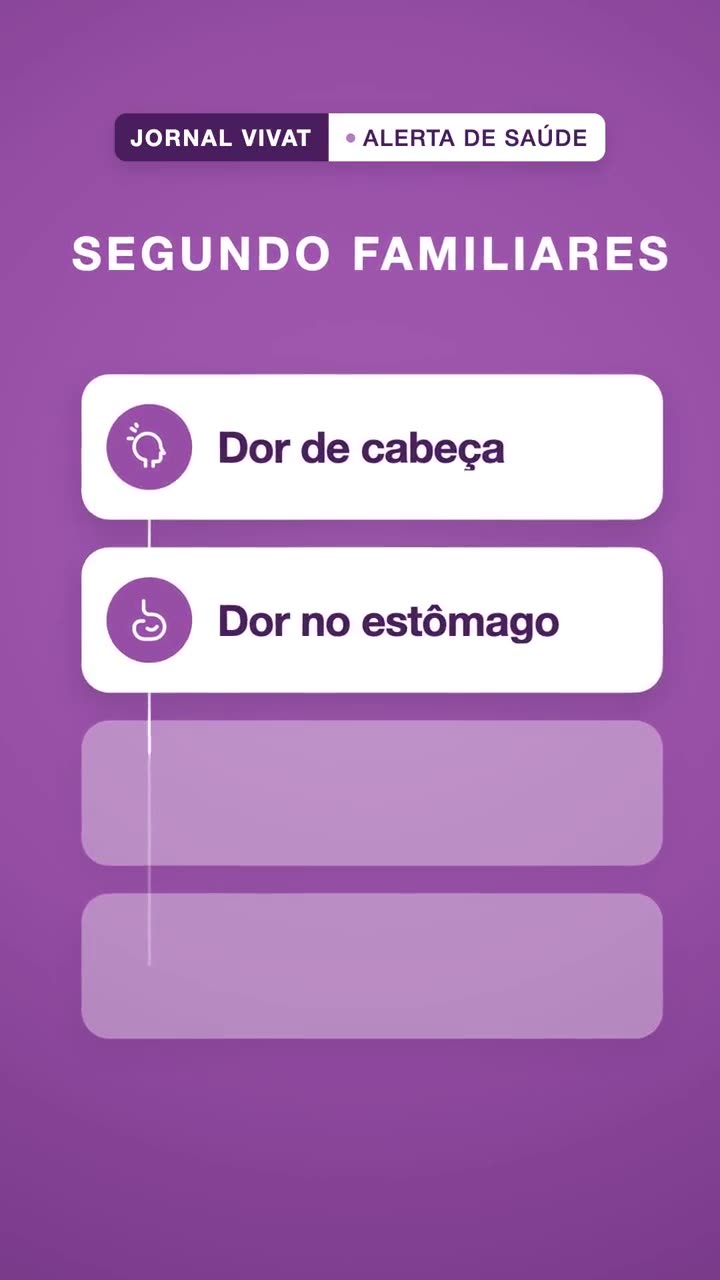 JORNAL VIVAT • ALERTA DE SAÚDE
SEGUNDO FAMILIARES
Dor de cabeça
Dor no estômago